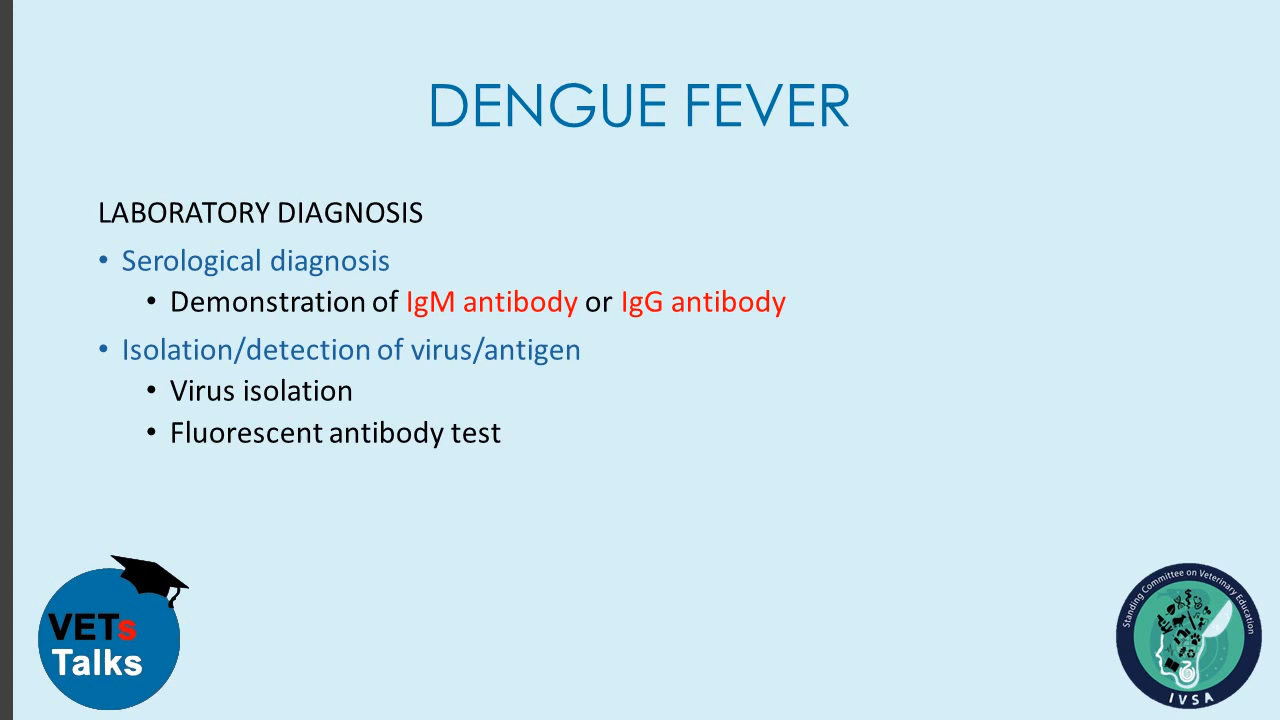 DENGUE FEVER
LABORATORY DIAGNOSIS
• Serological diagnosis
• Demonstration of IgM antibody or IgG antibody
• Isolation/detection of virus/antigen
• Virus isolation
• Fluorescent antibody test
VETs
Talks
Standing Committee on Veterinary Education
IVSA